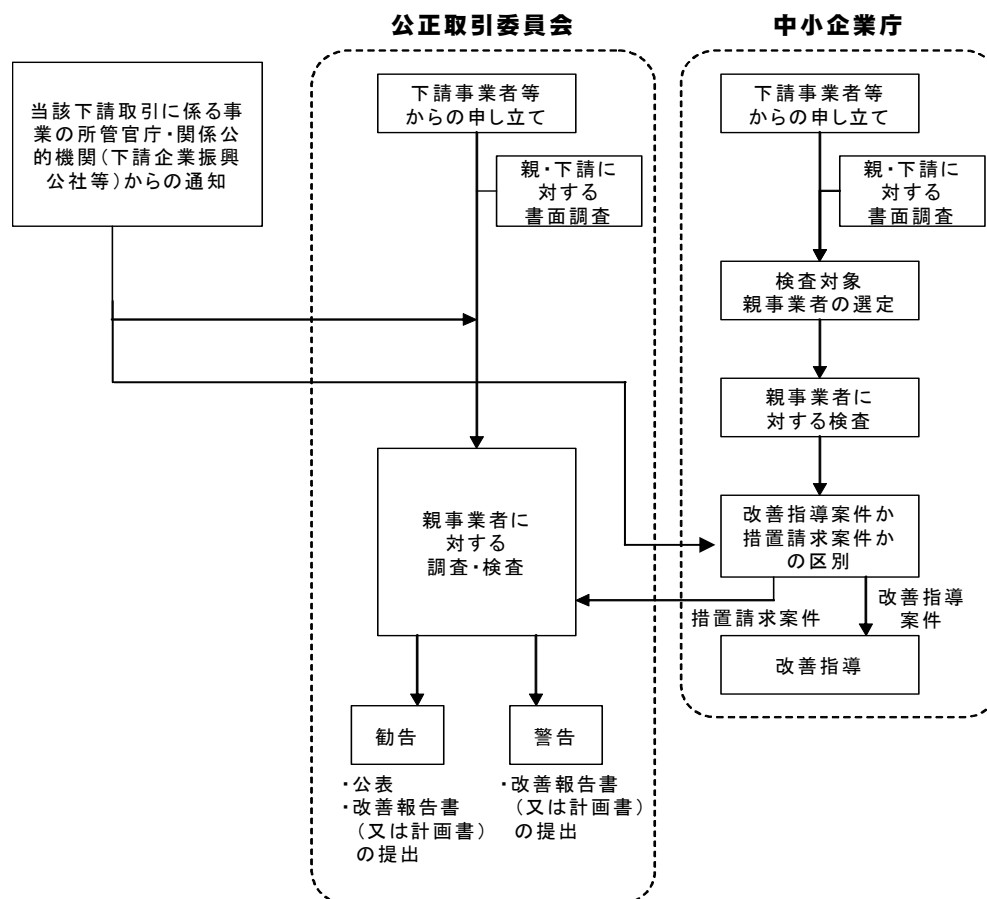 公正取引委員会
中小企業庁
当該下請取引に係る事
業の所管官庁・関係公
的機関(下請企業振興
公社等)からの通知
下請事業者等
からの申し立て
親・下請に
対する
書面調査
下請事業者等
からの申し立て
親・下請に
対する
書面調査
検査対象
親事業者の選定
親事業者に
対する検査
親事業者に
対する
調査・検査
改善指導案件か
措置請求案件か
の区別
措置請求案件
改善指導
案件
改善指導
勧告
・公表
・改善報告書
(又は計画書)
の提出
警告
・改善報告書
(又は計画書)
の提出